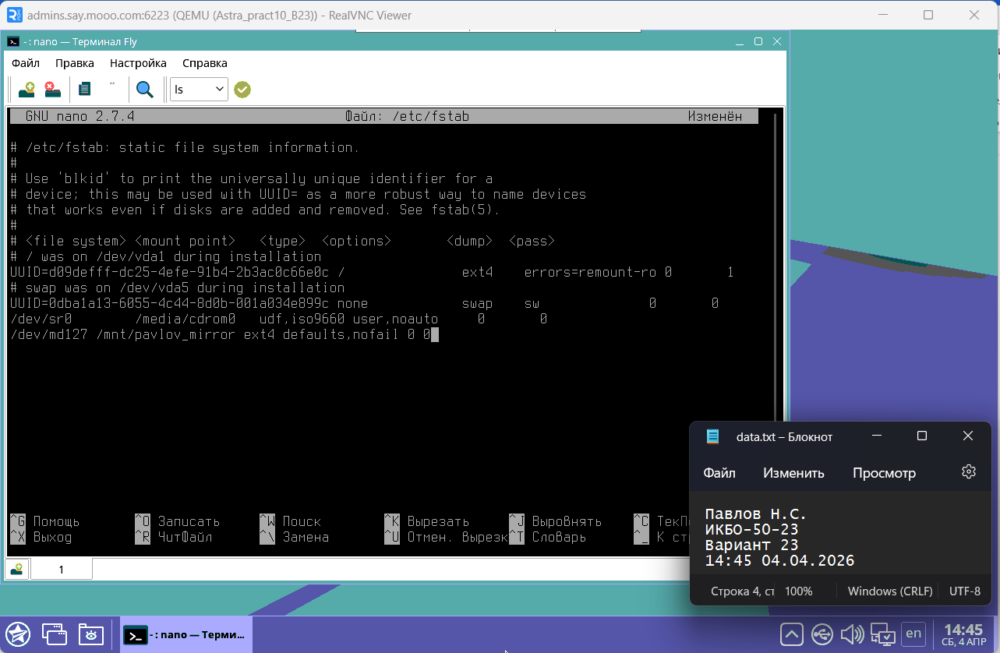 admins.say.mooo.com:6223 (QEMU (Astra_pract10_B23)) - RealVNC Viewer
- : nano — Терминал Fly
Файл Правка Настройка Справка
ls
GNU nano 2.7.4 Файл: /etc/fstab Изменён
# /etc/fstab: static file system information.
#
# Use 'blkid' to print the universally unique identifier for a
# device; this may be used with UUID= as a more robust way to name devices
# that works even if disks are added and removed. See fstab(5).
#
# <file system> <mount point> <type> <options> <dump> <pass>
# / was on /dev/vda1 during installation
UUID=d09defff-dc25-4efe-91b4-2b3ac0c66e0c / ext4 errors=remount-ro 0 1
# swap was on /dev/vda5 during installation
UUID=0dba1a13-6055-4c44-8d0b-001a034e899c none swap sw 0 0
/dev/sr0 /media/cdrom0 udf,iso9660 user,noauto 0 0
/dev/md127 /mnt/pavlov_mirror ext4 defaults,nofail 0 0
^G Помощь ^O Записать ^W Поиск ^K Вырезать ^J Выровнять ^C ТекП
^X Выход ^R ЧитФайл ^\ Замена ^U Отмен. Вырезк ^T Словарь ^_ К ст
1
data.txt – Блокнот
Файл Изменить Просмотр
Павлов Н.С.
ИКБО-50-23
Вариант 23
14:45 04.04.2026
Строка 4, ст 100% Windows (CRLF) UTF-8
- : nano — Терми...
en
14:45
СБ, 4 АПР